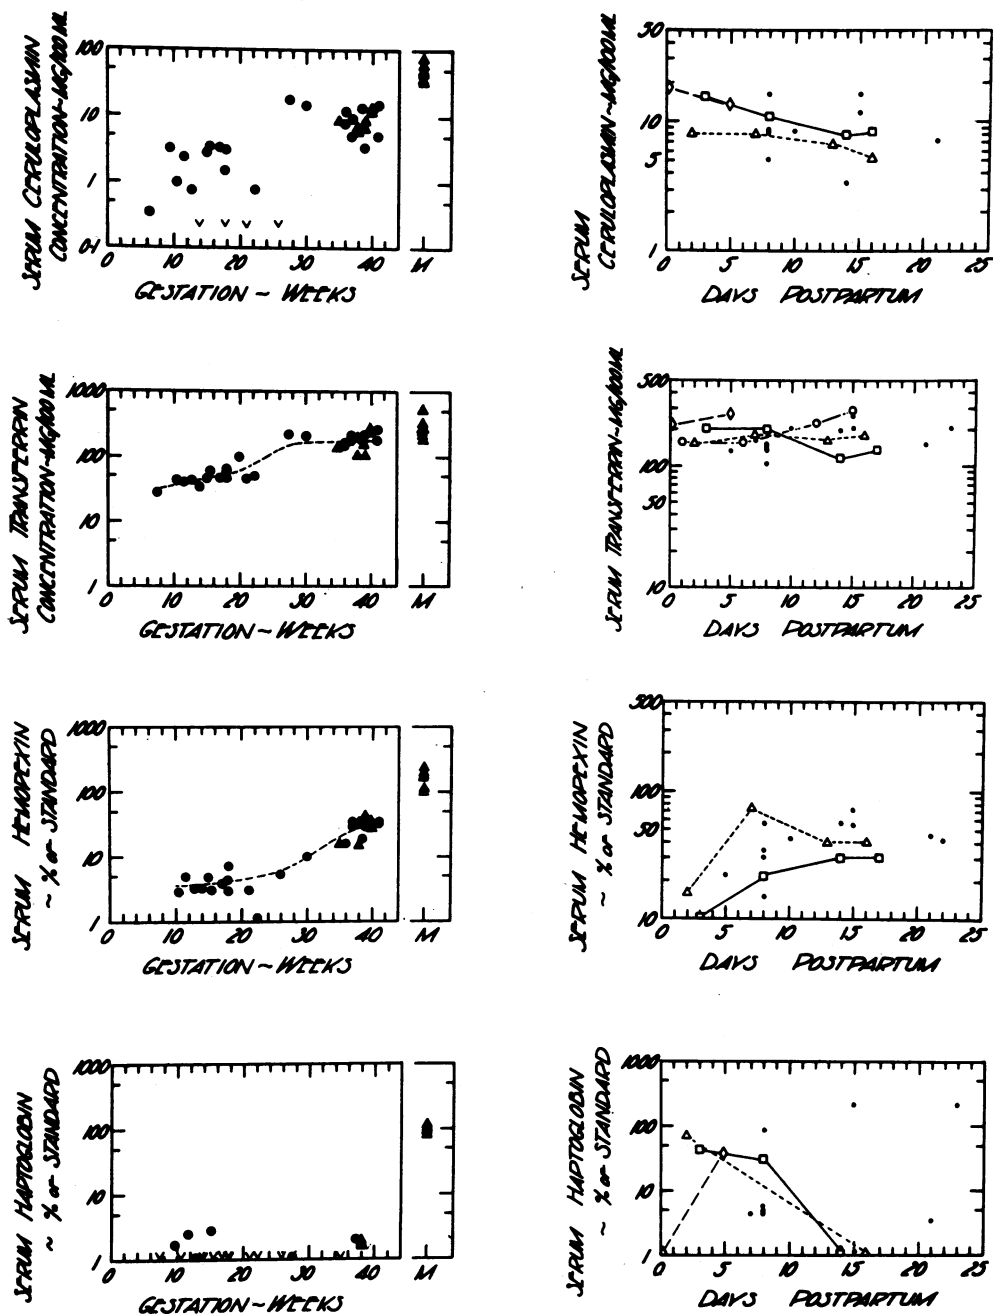 SERUM CERULOPLASMIN
CONCENTRATION~MG/100 ML
100
10
1
0·1
0 10 20 30 40 M
GESTATION ~ WEEKS
SERUM
CERULOPLASMIN~MG/100ML
50
10
5
1
0 5 10 15 20 25
DAYS POSTPARTUM
SERUM TRANSFERRIN
CONCENTRATION~MG/100 ML
1000
100
10
1
0 10 20 30 40 M
GESTATION ~ WEEKS
SERUM TRANSFERRIN~MG/100 ML
500
100
50
10
0 5 10 15 20 25
DAYS POSTPARTUM
SERUM HEMOPEXIN
~ % OF STANDARD
1000
100
10
1
0 10 20 30 40 M
GESTATION ~ WEEKS
SERUM HEMOPEXIN
~ % OF STANDARD
500
100
50
10
0 5 10 15 20 25
DAYS POSTPARTUM
SERUM HAPTOGLOBIN
~ % OF STANDARD
1000
100
10
1
0 10 20 30 40 M
GESTATION ~ WEEKS
SERUM HAPTOGLOBIN
~ % OF STANDARD
1000
100
10
1
0 5 10 15 20 25
DAYS POSTPARTUM